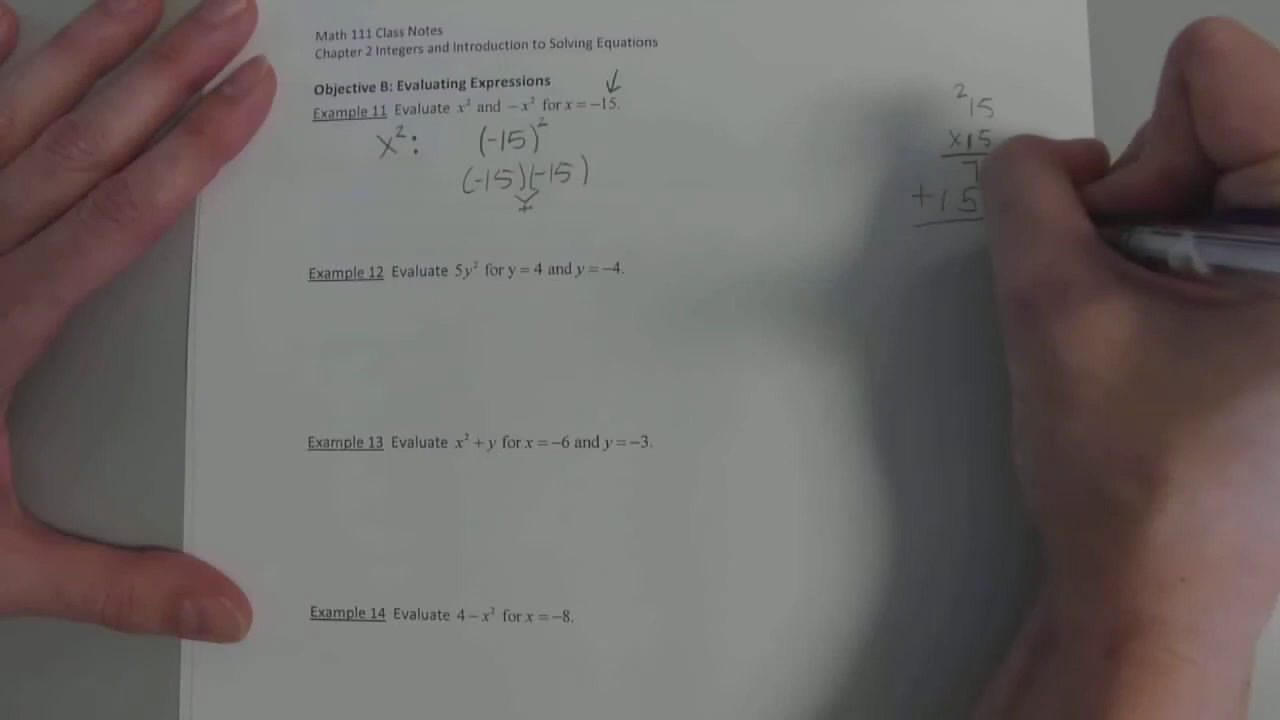 Math 111 Class Notes
Chapter 2 Integers and Introduction to Solving Equations
Objective B: Evaluating Expressions
Example 11 Evaluate x² and −x² for x = −15.
x²: (-15)²
(-15)(-15)
+
²15
×15
7
+15
Example 12 Evaluate 5y² for y = 4 and y = −4.
Example 13 Evaluate x² + y for x = −6 and y = −3.
Example 14 Evaluate 4 − x² for x = −8.